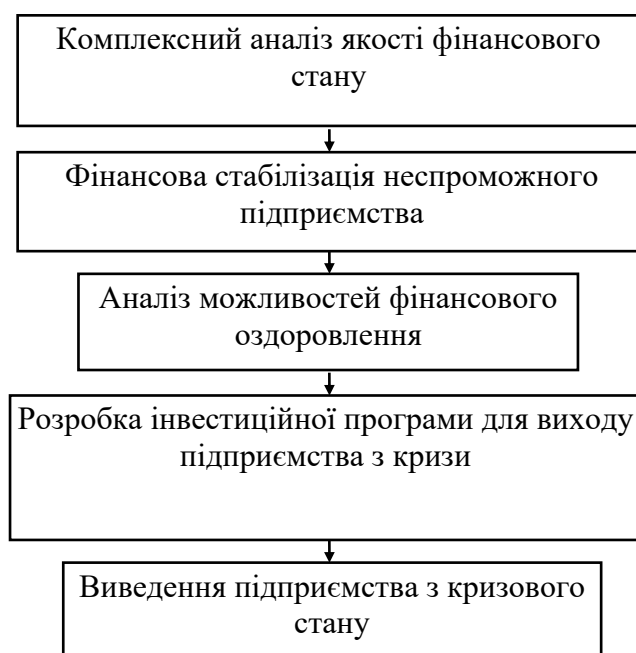 Комплексний аналіз якості фінансового
стану
Фінансова стабілізація неспроможного
підприємства
Аналіз можливостей фінансового
оздоровлення
Розробка інвестиційної програми для виходу
підприємства з кризи
Виведення підприємства з кризового
стану